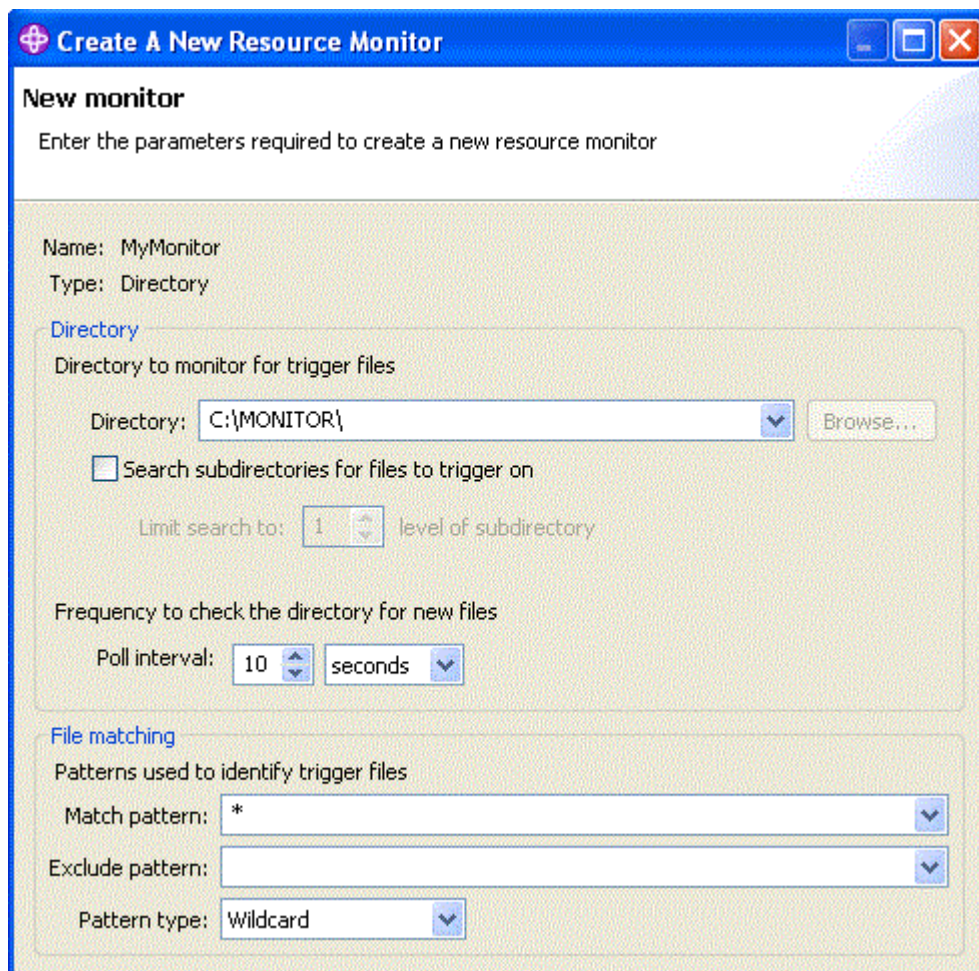 Create A New Resource Monitor
New monitor
Enter the parameters required to create a new resource monitor
Name: MyMonitor
Type: Directory
Directory
Directory to monitor for trigger files
Directory: C:\MONITOR\ Browse...
Search subdirectories for files to trigger on
Limit search to: 1 level of subdirectory
Frequency to check the directory for new files
Poll interval: 10 seconds
File matching
Patterns used to identify trigger files
Match pattern: *
Exclude pattern:
Pattern type: Wildcard